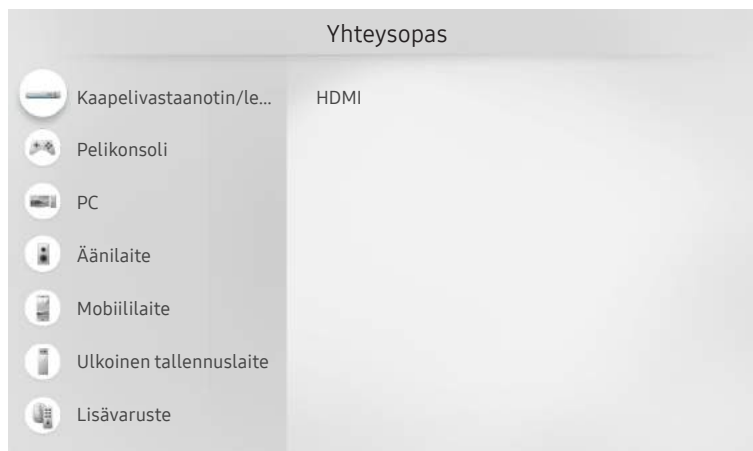 Yhteysopas
Kaapelivastaanotin/le...
HDMI
Pelikonsoli
PC
Äänilaite
Mobiililaite
Ulkoinen tallennuslaite
Lisävaruste